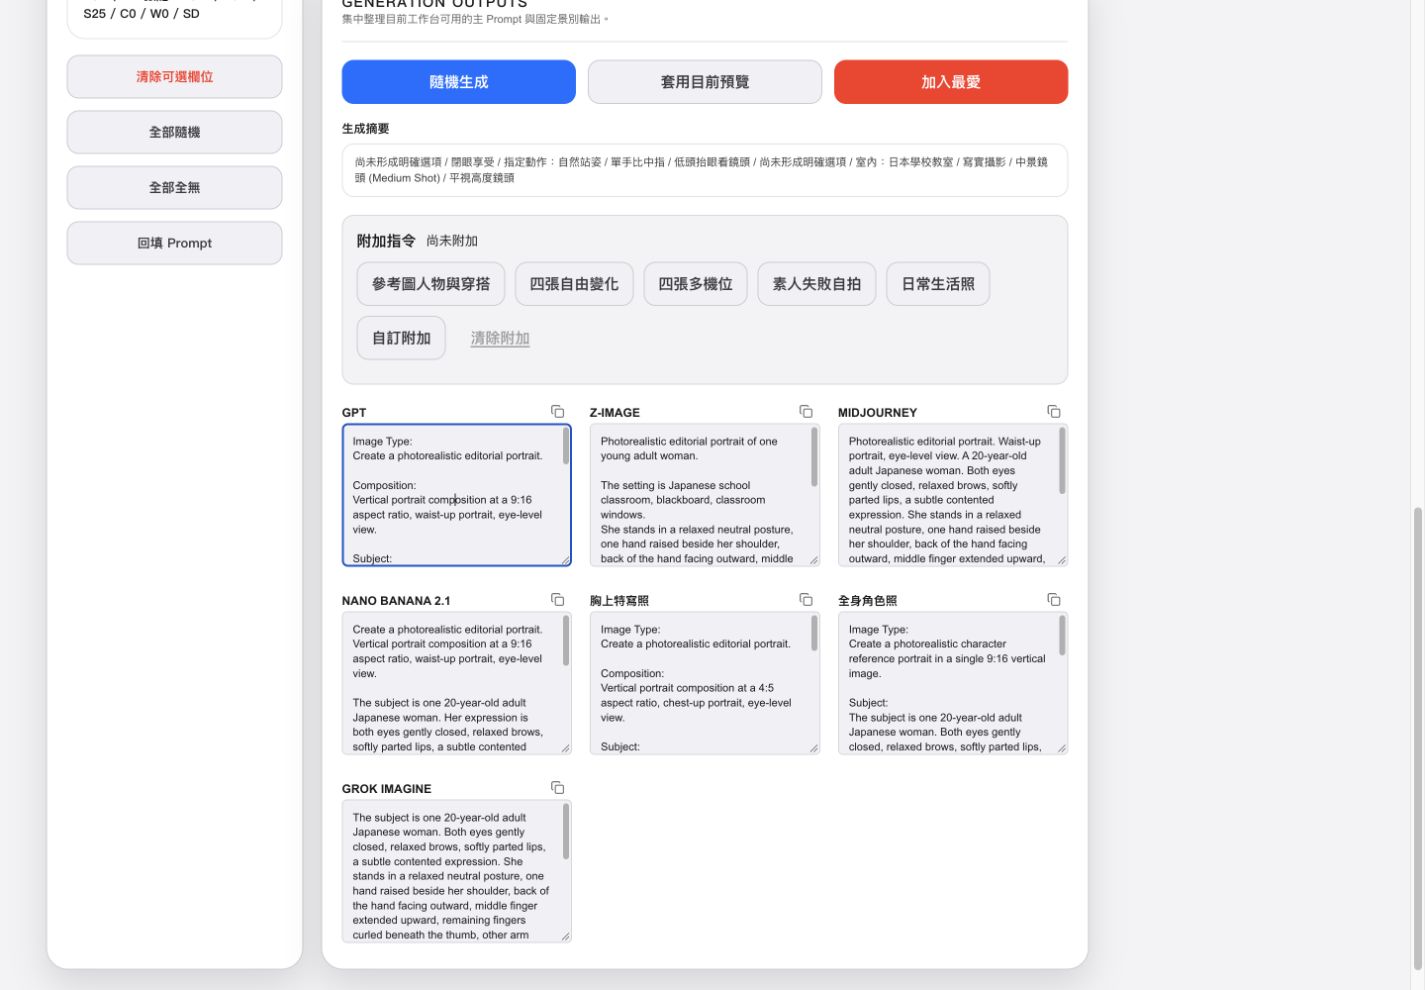 S25 / C0 / W0 / SD
清除可選欄位
全部隨機
全部全無
回填 Prompt
GENERATION OUTPUTS
集中整理目前工作台可用的主 Prompt 與固定景別輸出。
隨機生成
套用目前預覽
加入最愛
生成摘要
尚未形成明確選項 / 閉眼享受 / 指定動作：自然站姿 / 單手比中指 / 低頭抬眼看鏡頭 / 尚未形成明確選項 / 室內：日本學校教室 / 寫實攝影 / 中景鏡
頭 (Medium Shot) / 平視高度鏡頭
附加指令 尚未附加
參考圖人物與穿搭
四張自由變化
四張多機位
素人失敗自拍
日常生活照
自訂附加
清除附加
GPT
Image Type:
Create a photorealistic editorial portrait.
Composition:
Vertical portrait composition at a 9:16
aspect ratio, waist-up portrait, eye-level
view.
Subject:
Z-IMAGE
Photorealistic editorial portrait of one
young adult woman.
The setting is Japanese school
classroom, blackboard, classroom
windows.
She stands in a relaxed neutral posture,
one hand raised beside her shoulder,
back of the hand facing outward, middle
MIDJOURNEY
Photorealistic editorial portrait. Waist-up
portrait, eye-level view. A 20-year-old
adult Japanese woman. Both eyes
gently closed, relaxed brows, softly
parted lips, a subtle contented
expression. She stands in a relaxed
neutral posture, one hand raised beside
her shoulder, back of the hand facing
outward, middle finger extended upward,
NANO BANANA 2.1
Create a photorealistic editorial portrait.
Vertical portrait composition at a 9:16
aspect ratio, waist-up portrait, eye-level
view.
The subject is one 20-year-old adult
Japanese woman. Her expression is
both eyes gently closed, relaxed brows,
softly parted lips, a subtle contented
胸上特寫照
Image Type:
Create a photorealistic editorial portrait.
Composition:
Vertical portrait composition at a 4:5
aspect ratio, chest-up portrait, eye-level
view.
Subject:
全身角色照
Image Type:
Create a photorealistic character
reference portrait in a single 9:16 vertical
image.
Subject:
The subject is one 20-year-old adult
Japanese woman. Both eyes gently
closed, relaxed brows, softly parted lips,
GROK IMAGINE
The subject is one 20-year-old adult
Japanese woman. Both eyes gently
closed, relaxed brows, softly parted lips,
a subtle contented expression. She
stands in a relaxed neutral posture, one
hand raised beside her shoulder, back of
the hand facing outward, middle finger
extended upward, remaining fingers
curled beneath the thumb, other arm